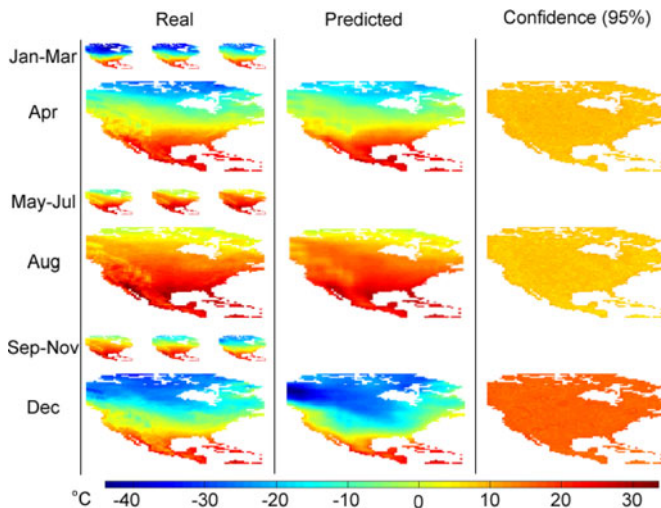 Real Predicted Confidence (95%)
Jan-Mar
Apr
May-Jul
Aug
Sep-Nov
Dec
°C -40 -30 -20 -10 0 10 20 30